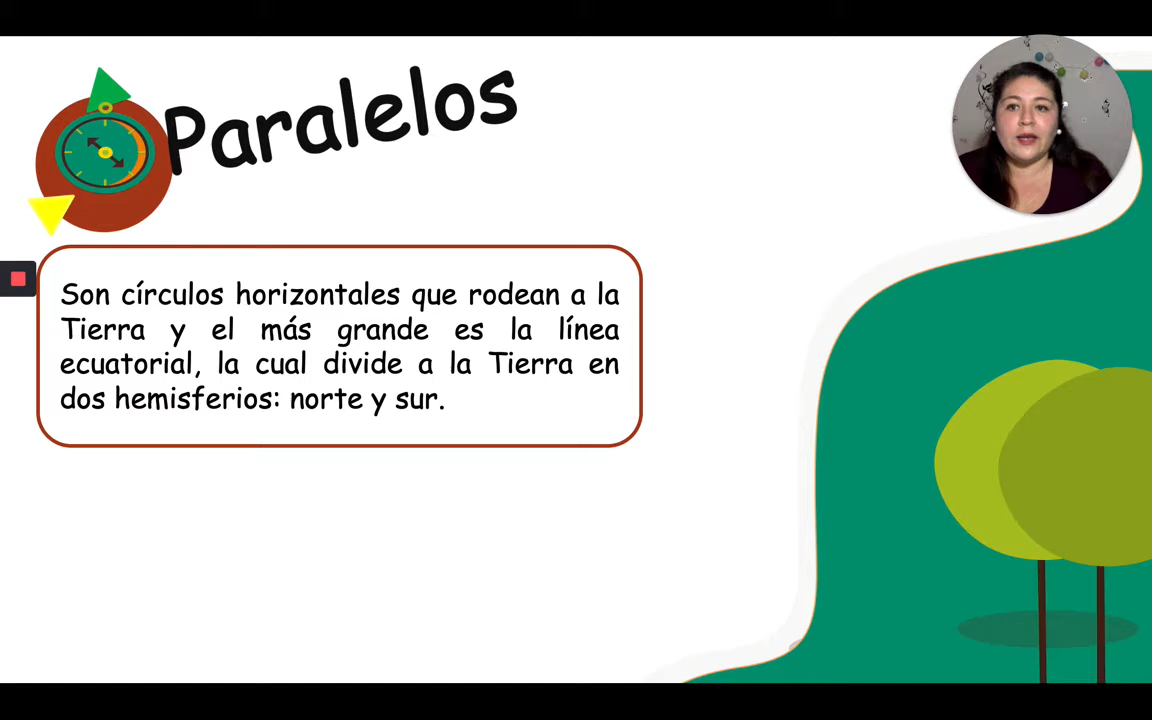 Paralelos
Son círculos horizontales que rodean a la
Tierra y el más grande es la línea
ecuatorial, la cual divide a la Tierra en
dos hemisferios: norte y sur.